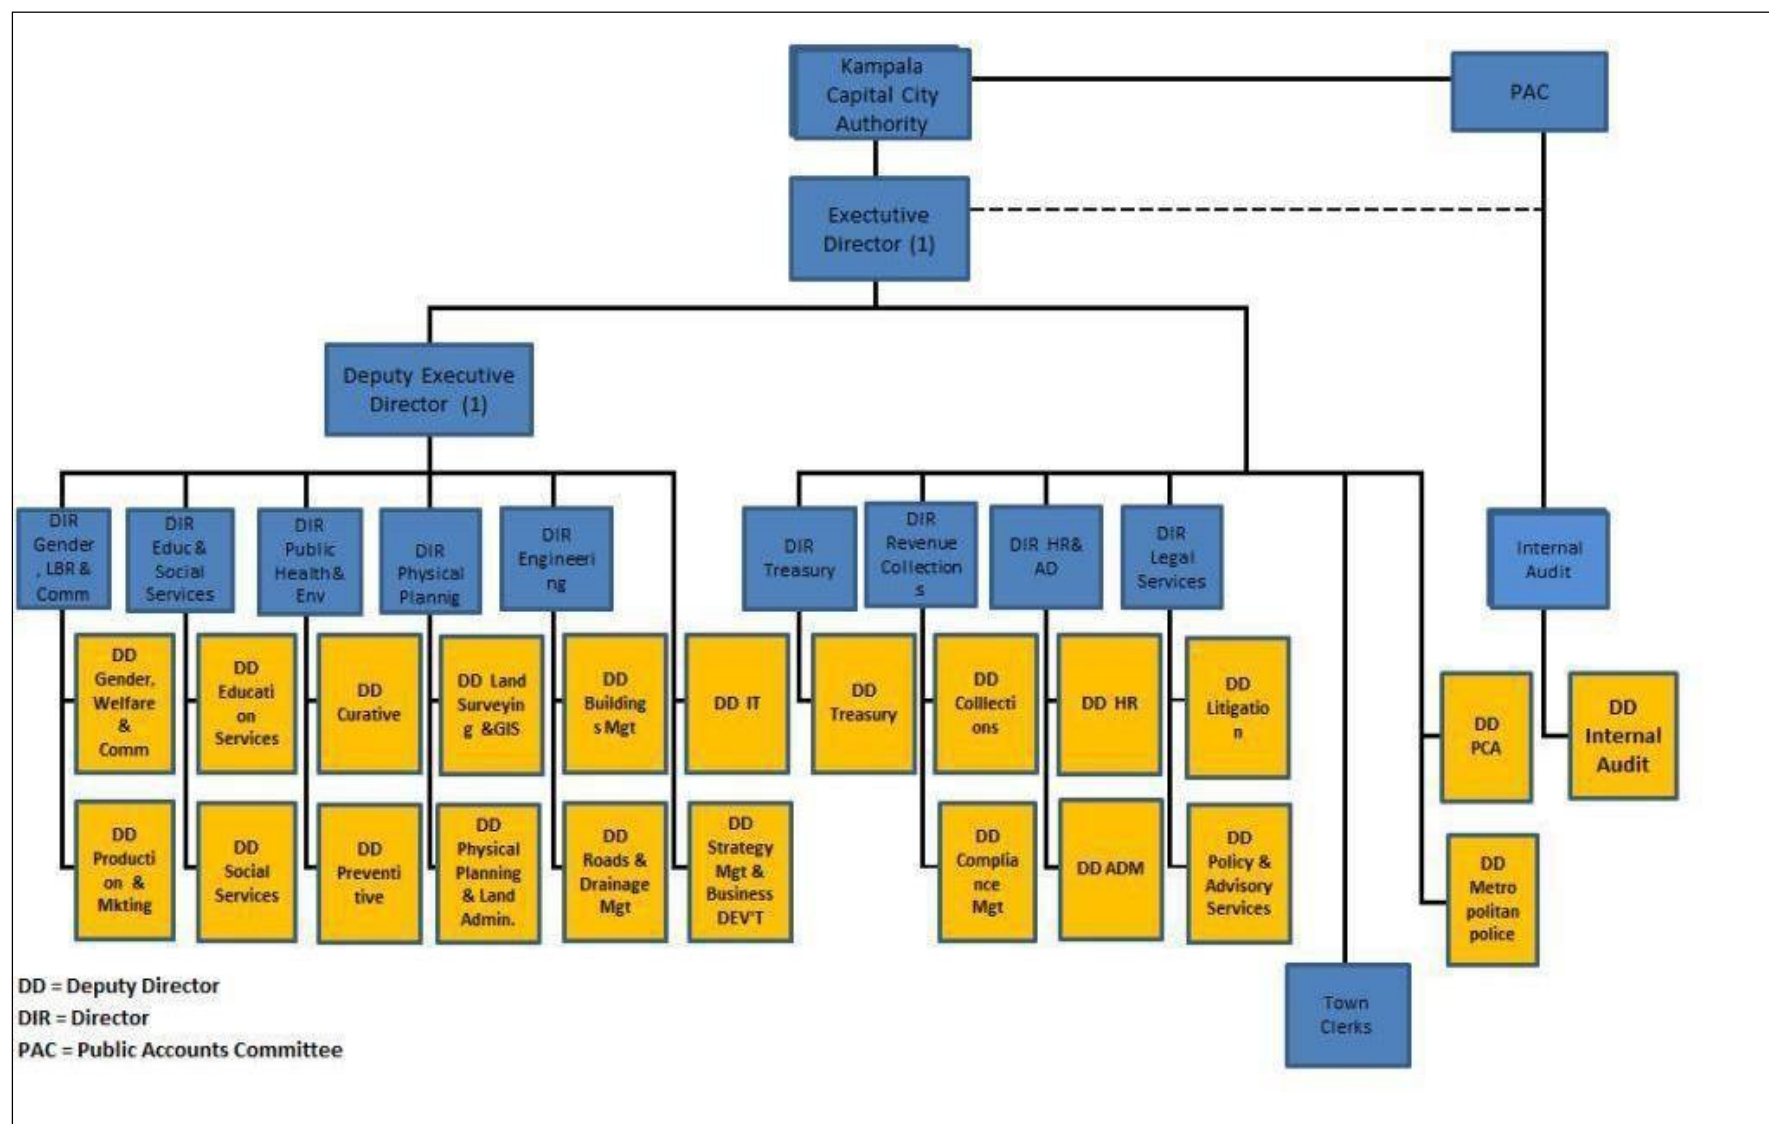 Kampala
Capital City
Authority
PAC
Exectutive
Director (1)
Deputy Executive
Director (1)
DIR
Gender
, LBR &
Comm
DIR
Educ &
Social
Services
DIR
Public
Health &
Env
DIR
Physical
Plannig
DIR
Engineeri
ng
DIR
Treasury
DIR
Revenue
Collection
s
DIR HR&
AD
DIR
Legal
Services
Internal
Audit
DD
Gender,
Welfare
&
Comm
DD
Educati
on
Services
DD
Curative
DD Land
Surveyin
g &GIS
DD
Building
s Mgt
DD IT
DD
Treasury
DD
Colllecti
ons
DD HR
DD
Litigatio
n
DD
PCA
DD
Internal
Audit
DD
Producti
on &
Mkting
DD
Social
Services
DD
Preventi
tive
DD
Physical
Planning
& Land
Admin.
DD
Roads &
Drainage
Mgt
DD
Strategy
Mgt &
Business
DEV'T
DD
Complia
nce
Mgt
DD ADM
DD
Policy &
Advisory
Services
DD
Metro
politan
police
Town
Clerks
DD = Deputy Director
DIR = Director
PAC = Public Accounts Committee